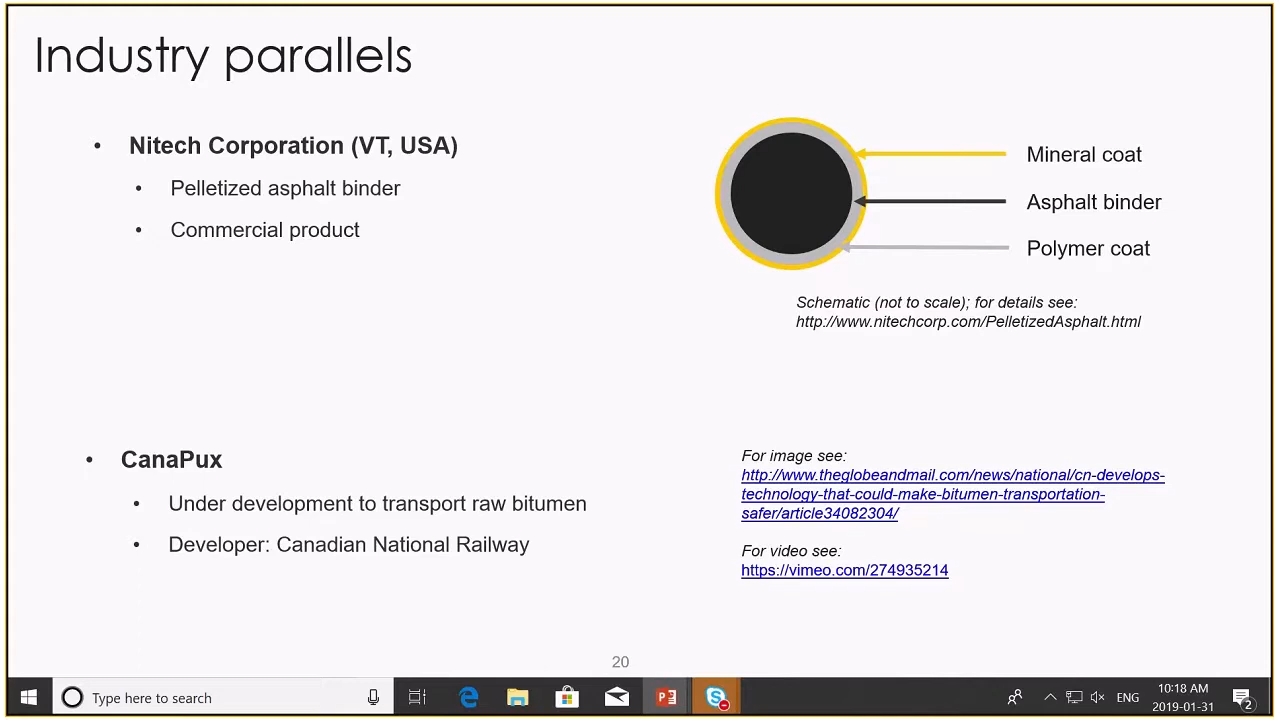 Industry parallels
• Nitech Corporation (VT, USA)
• Pelletized asphalt binder
• Commercial product
Mineral coat
Asphalt binder
Polymer coat
Schematic (not to scale); for details see:
http://www.nitechcorp.com/PelletizedAsphalt.html
• CanaPux
• Under development to transport raw bitumen
• Developer: Canadian National Railway
For image see:
http://www.theglobeandmail.com/news/national/cn-develops-
technology-that-could-make-bitumen-transportation-
safer/article34082304/
For video see:
https://vimeo.com/274935214
20
Type here to search
ENG
10:18 AM
2019-01-31
2